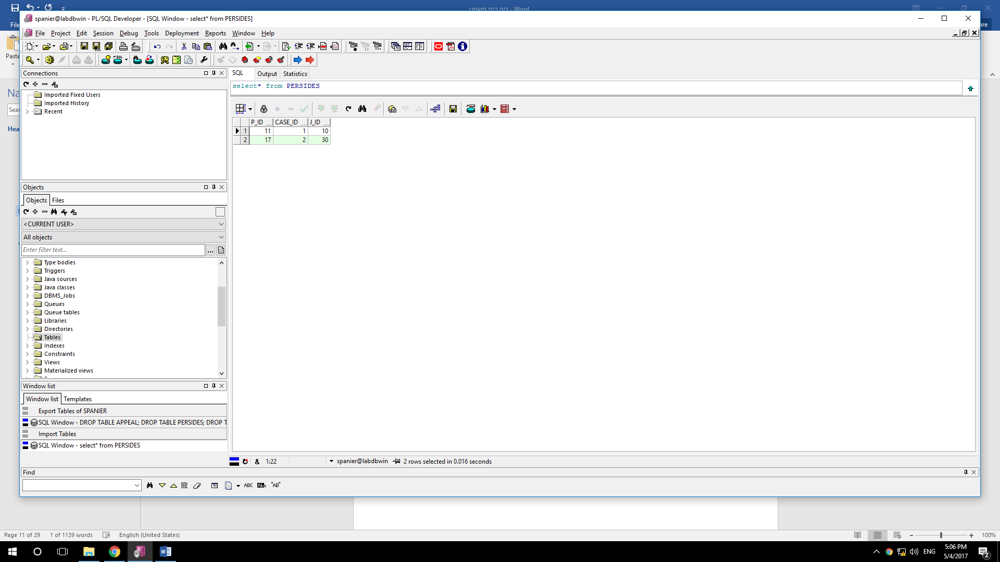 דוח בית משפט - Word
File
spanier@labdbwin - PL/SQL Developer - [SQL Window - select* from PERSIDES]
File Project Edit Session Debug Tools Deployment Reports Window Help
Paste
Connections
Imported Fixed Users
Imported History
Recent
SQL Output Statistics
select* from PERSIDES
P_ID CASE_ID J_ID
1 11 1 10
2 17 2 30
Objects
Objects Files
<CURRENT USER>
All objects
Enter filter text...
Type bodies
Triggers
Java sources
Java classes
DBMS_Jobs
Queues
Queue tables
Libraries
Directories
Tables
Indexes
Constraints
Views
Materialized views
Window list
Window list Templates
Export Tables of SPANIER
SQL Window - DROP TABLE APPEAL; DROP TABLE PERSIDES; DROP T
Import Tables
SQL Window - select* from PERSIDES
& 1:22 spanier@labdbwin 2 rows selected in 0.016 seconds
Find
ABC "AB"
Page 11 of 29 1 of 1139 words English (United States) 100%
ENG 5:06 PM
5/4/2017 2